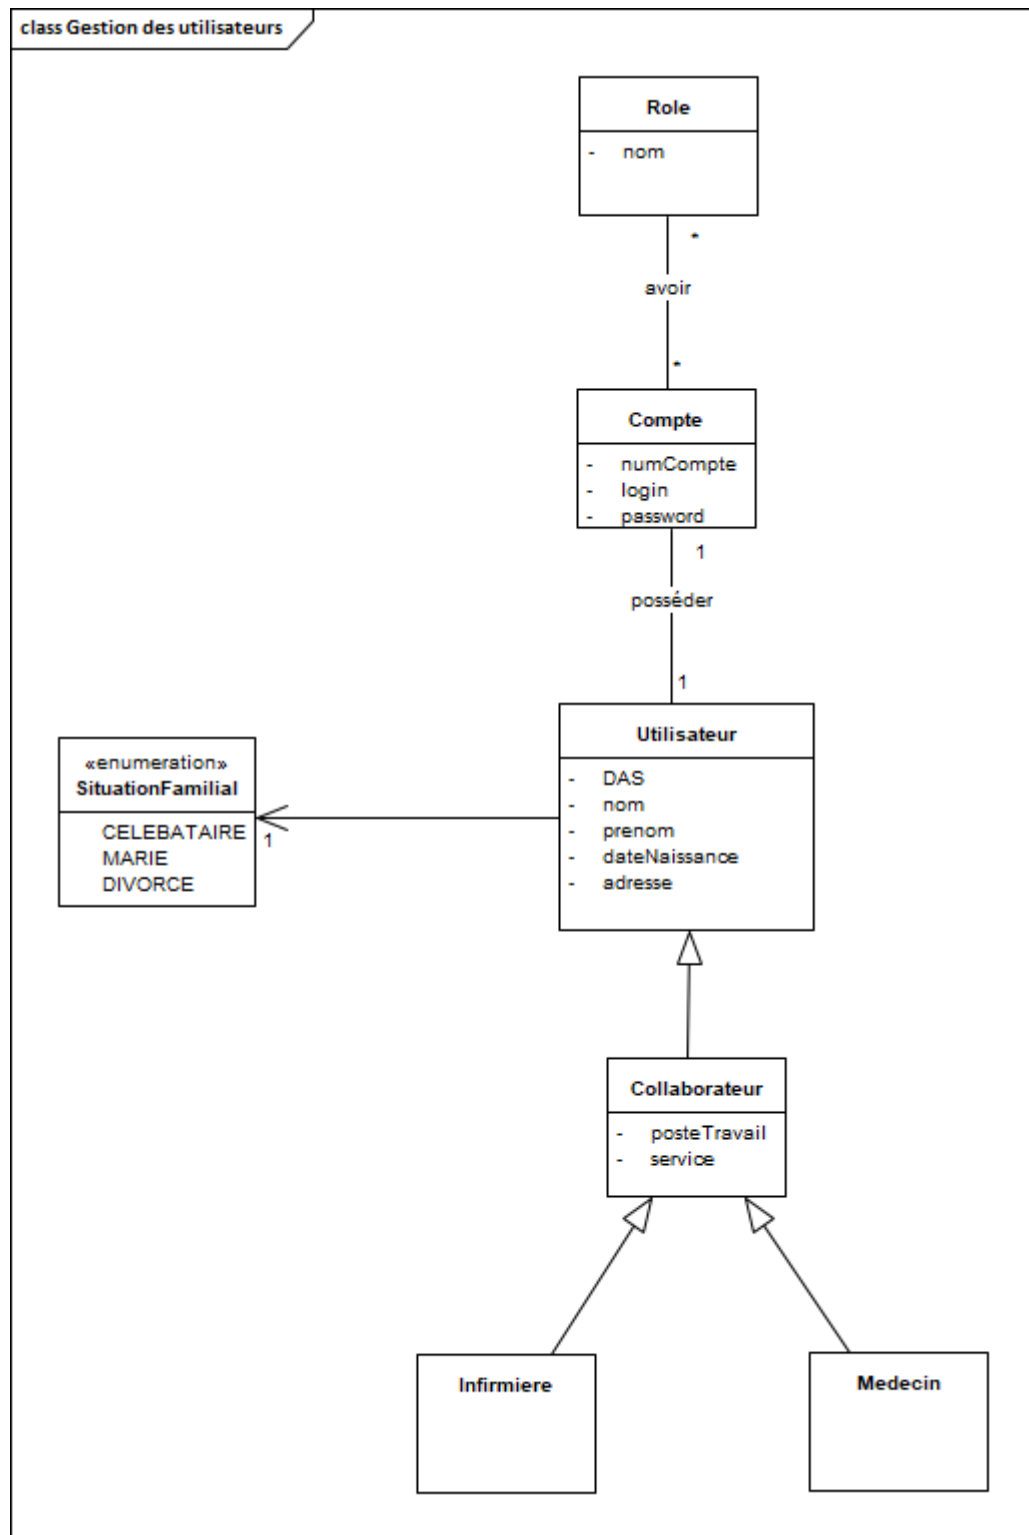 class Gestion des utilisateurs
Role
- nom
*
avoir
*
Compte
- numCompte
- login
- password
1
posséder
1
Utilisateur
- DAS
- nom
- prenom
- dateNaissance
- adresse
«enumeration»
SituationFamilial
CELEBATAIRE
MARIE
DIVORCE
1
Collaborateur
- posteTravail
- service
Infirmiere
Medecin